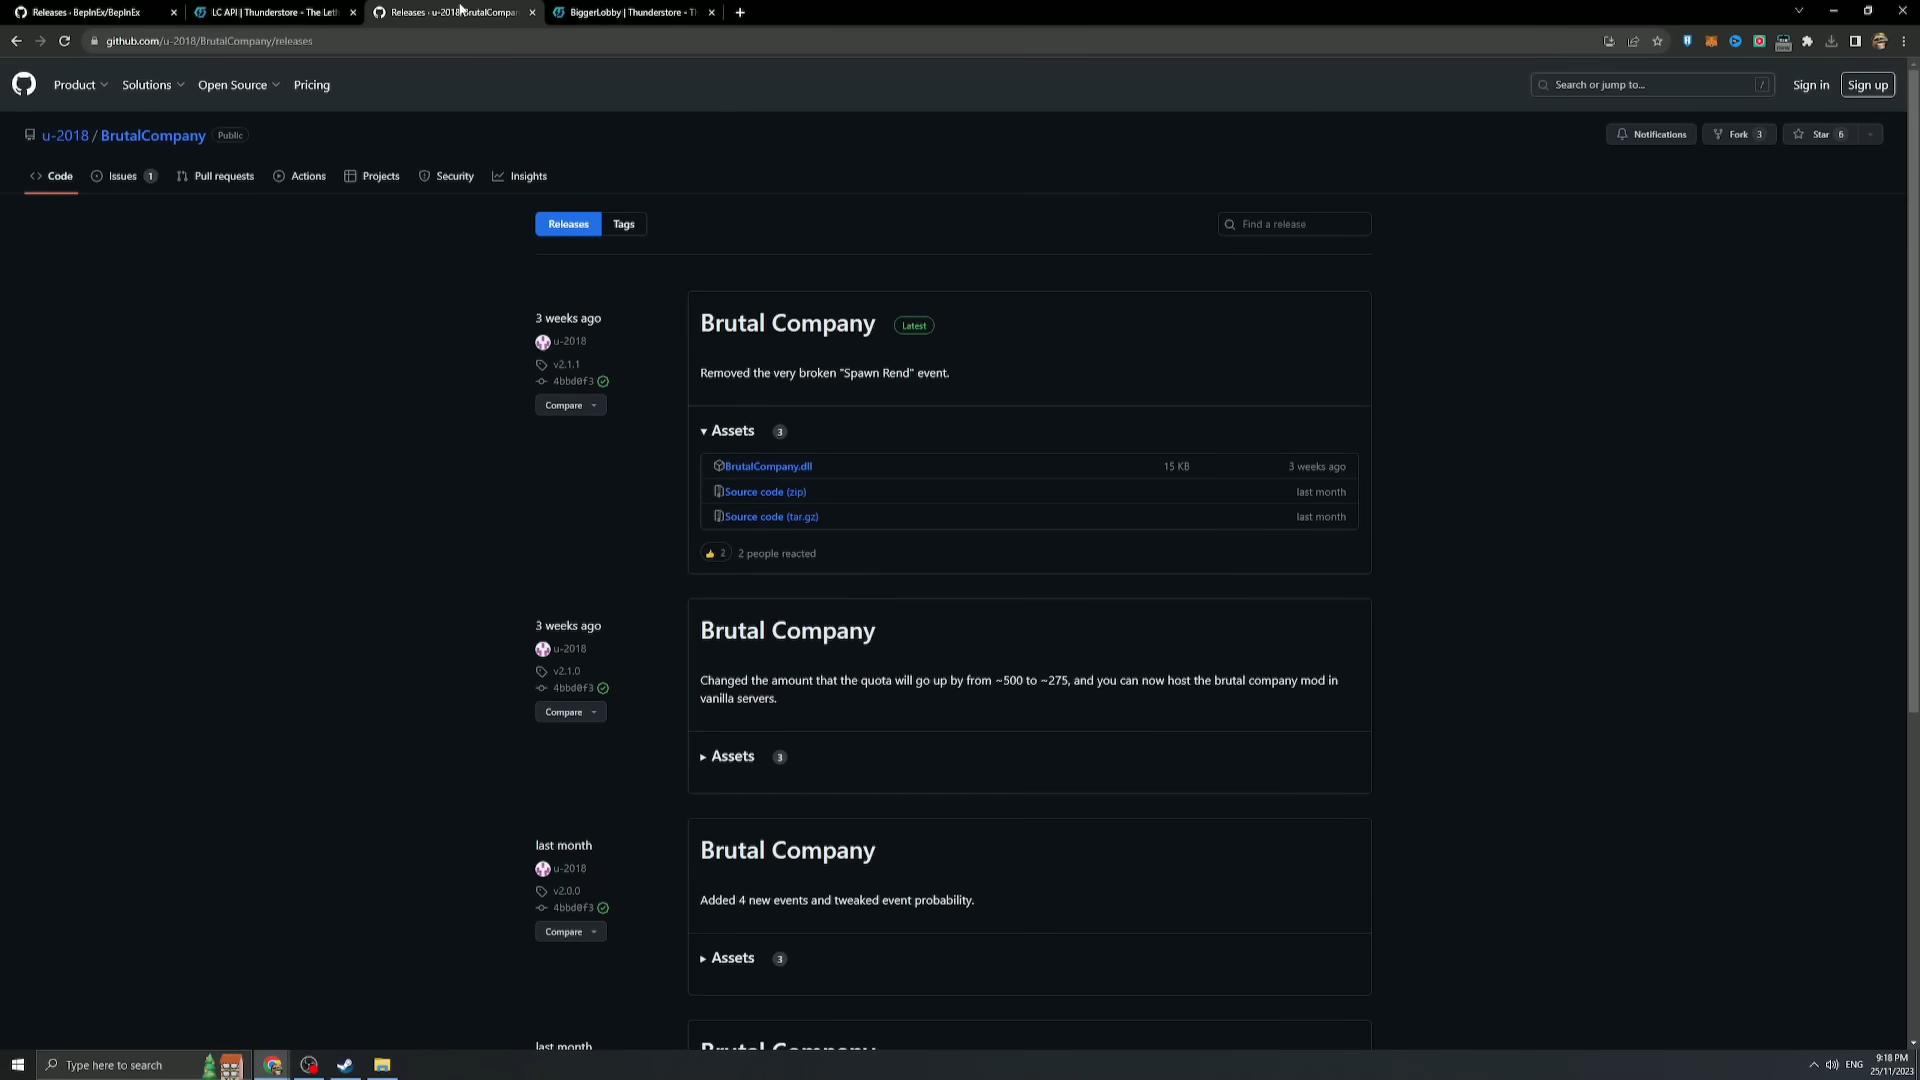 Releases · BepInEx/BepInEx
LC API | Thunderstore - The Leth
Releases · u-2018/BrutalCompan
BiggerLobby | Thunderstore - Th
github.com/u-2018/BrutalCompany/releases
new
Product
Solutions
Open Source
Pricing
Search or jump to...
/
Sign in
Sign up
u-2018 / BrutalCompany
Public
Notifications
Fork 3
Star 6
Code
Issues 1
Pull requests
Actions
Projects
Security
Insights
Releases
Tags
Find a release
3 weeks ago
u-2018
v2.1.1
4bbd0f3
Compare
Brutal Company
Latest
Removed the very broken "Spawn Rend" event.
Assets 3
BrutalCompany.dll
15 KB
3 weeks ago
Source code (zip)
last month
Source code (tar.gz)
last month
2
2 people reacted
3 weeks ago
u-2018
v2.1.0
4bbd0f3
Compare
Brutal Company
Changed the amount that the quota will go up by from ~500 to ~275, and you can now host the brutal company mod in
vanilla servers.
Assets 3
last month
u-2018
v2.0.0
4bbd0f3
Compare
Brutal Company
Added 4 new events and tweaked event probability.
Assets 3
last month
Brutal Company
Type here to search
ENG
9:18 PM
25/11/2023